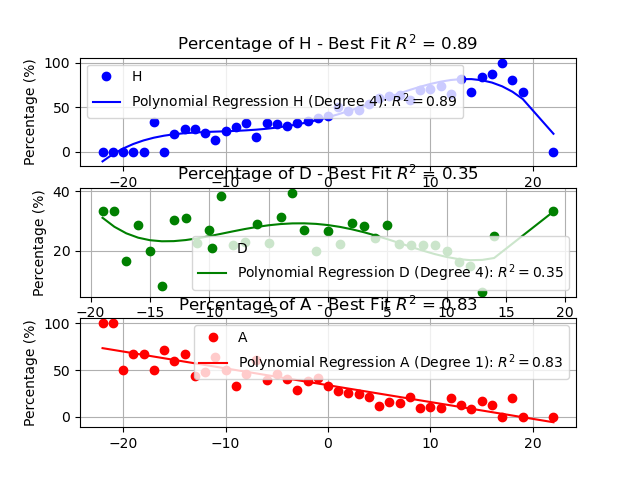 Percentage of H - Best Fit R² = 0.89
Percentage (%)
100
50
0
H
Polynomial Regression H (Degree 4): R² = 0.89
−20 −10 0 10 20
Percentage of D - Best Fit R² = 0.35
Percentage (%)
40
20
D
Polynomial Regression D (Degree 4): R² = 0.35
−20 −15 −10 −5 0 5 10 15 20
Percentage of A - Best Fit R² = 0.83
Percentage (%)
100
50
0
A
Polynomial Regression A (Degree 1): R² = 0.83
−20 −10 0 10 20